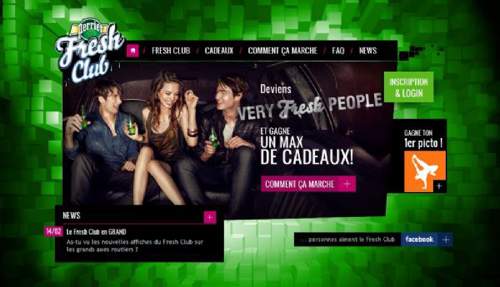 perrier
Fresh
Club
FRESH CLUB / CADEAUX / COMMENT ÇA MARCHE / FAQ / NEWS
INSCRIPTION
& LOGIN
Deviens
VERY Fresh PEOPLE
ET GAGNE
UN MAX
DE CADEAUX!
COMMENT ÇA MARCHE +
GAGNE TON
1er picto !
+
NEWS +
14/02 Le Fresh Club en GRAND
As-tu vu les nouvelles affiches du Fresh Club sur
les grands axes routiers ?
... personnes aiment le Fresh Club facebook +